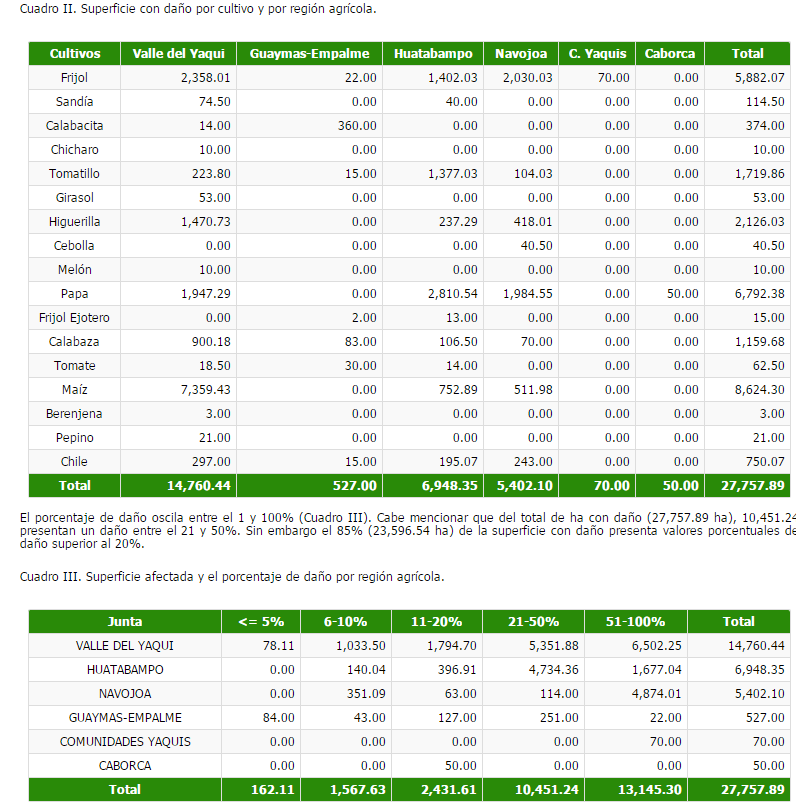 Cuadro II. Superficie con daño por cultivo y por región agrícola.
Cultivos Valle del Yaqui Guaymas-Empalme Huatabampo Navojoa C. Yaquis Caborca Total
Frijol 2,358.01 22.00 1,402.03 2,030.03 70.00 0.00 5,882.07
Sandía 74.50 0.00 40.00 0.00 0.00 0.00 114.50
Calabacita 14.00 360.00 0.00 0.00 0.00 0.00 374.00
Chicharo 10.00 0.00 0.00 0.00 0.00 0.00 10.00
Tomatillo 223.80 15.00 1,377.03 104.03 0.00 0.00 1,719.86
Girasol 53.00 0.00 0.00 0.00 0.00 0.00 53.00
Higuerilla 1,470.73 0.00 237.29 418.01 0.00 0.00 2,126.03
Cebolla 0.00 0.00 0.00 40.50 0.00 0.00 40.50
Melón 10.00 0.00 0.00 0.00 0.00 0.00 10.00
Papa 1,947.29 0.00 2,810.54 1,984.55 0.00 50.00 6,792.38
Frijol Ejotero 0.00 2.00 13.00 0.00 0.00 0.00 15.00
Calabaza 900.18 83.00 106.50 70.00 0.00 0.00 1,159.68
Tomate 18.50 30.00 14.00 0.00 0.00 0.00 62.50
Maíz 7,359.43 0.00 752.89 511.98 0.00 0.00 8,624.30
Berenjena 3.00 0.00 0.00 0.00 0.00 0.00 3.00
Pepino 21.00 0.00 0.00 0.00 0.00 0.00 21.00
Chile 297.00 15.00 195.07 243.00 0.00 0.00 750.07
Total 14,760.44 527.00 6,948.35 5,402.10 70.00 50.00 27,757.89
El porcentaje de daño oscila entre el 1 y 100% (Cuadro III). Cabe mencionar que del total de ha con daño (27,757.89 ha), 10,451.24
presentan un daño entre el 21 y 50%. Sin embargo el 85% (23,596.54 ha) de la superficie con daño presenta valores porcentuales de
daño superior al 20%.
Cuadro III. Superficie afectada y el porcentaje de daño por región agrícola.
Junta <= 5% 6-10% 11-20% 21-50% 51-100% Total
VALLE DEL YAQUI 78.11 1,033.50 1,794.70 5,351.88 6,502.25 14,760.44
HUATABAMPO 0.00 140.04 396.91 4,734.36 1,677.04 6,948.35
NAVOJOA 0.00 351.09 63.00 114.00 4,874.01 5,402.10
GUAYMAS-EMPALME 84.00 43.00 127.00 251.00 22.00 527.00
COMUNIDADES YAQUIS 0.00 0.00 0.00 0.00 70.00 70.00
CABORCA 0.00 0.00 50.00 0.00 0.00 50.00
Total 162.11 1,567.63 2,431.61 10,451.24 13,145.30 27,757.89